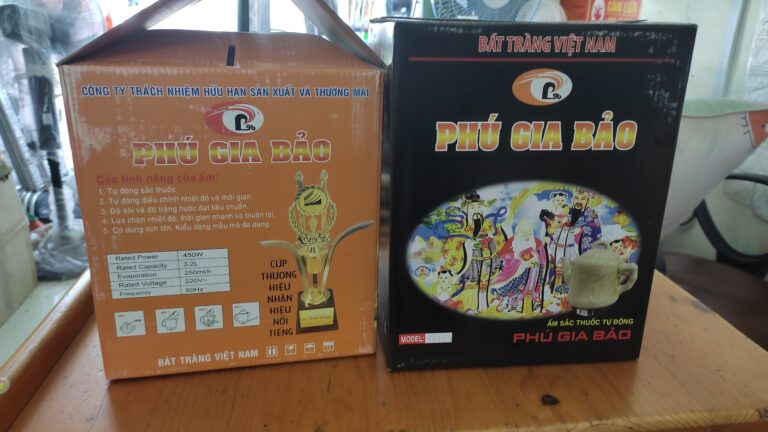 CÔNG TY TRÁCH NHIỆM HỮU HẠN SẢN XUẤT VÀ THƯƠNG MẠI
PHÚ GIA BẢO
Các tính năng của ấm:
1. Tự động sắc thuốc.
2. Tự động điều chỉnh nhiệt độ và thời gian.
3. Độ sôi và độ tràng nước đạt tiêu chuẩn.
4. Lựa chọn nhiệt độ, thời gian nhanh và thuận lợi.
5. Có dung tích lớn. Kiểu dáng mẫu mã đa dạng.
Rated Power 450W
Rated Capacity 3.2L
Evaporation 250ml/h
Rated Voltage 220V~
Frequency 50Hz
CÚP
THƯƠNG
HIỆU
NHÃN
HIỆU
NỔI
TIẾNG
BÁT TRÀNG VIỆT NAM
BÁT TRÀNG VIỆT NAM
PHÚ GIA BẢO
ẤM SẮC THUỐC TỰ ĐỘNG
PHÚ GIA BẢO
MODEL: